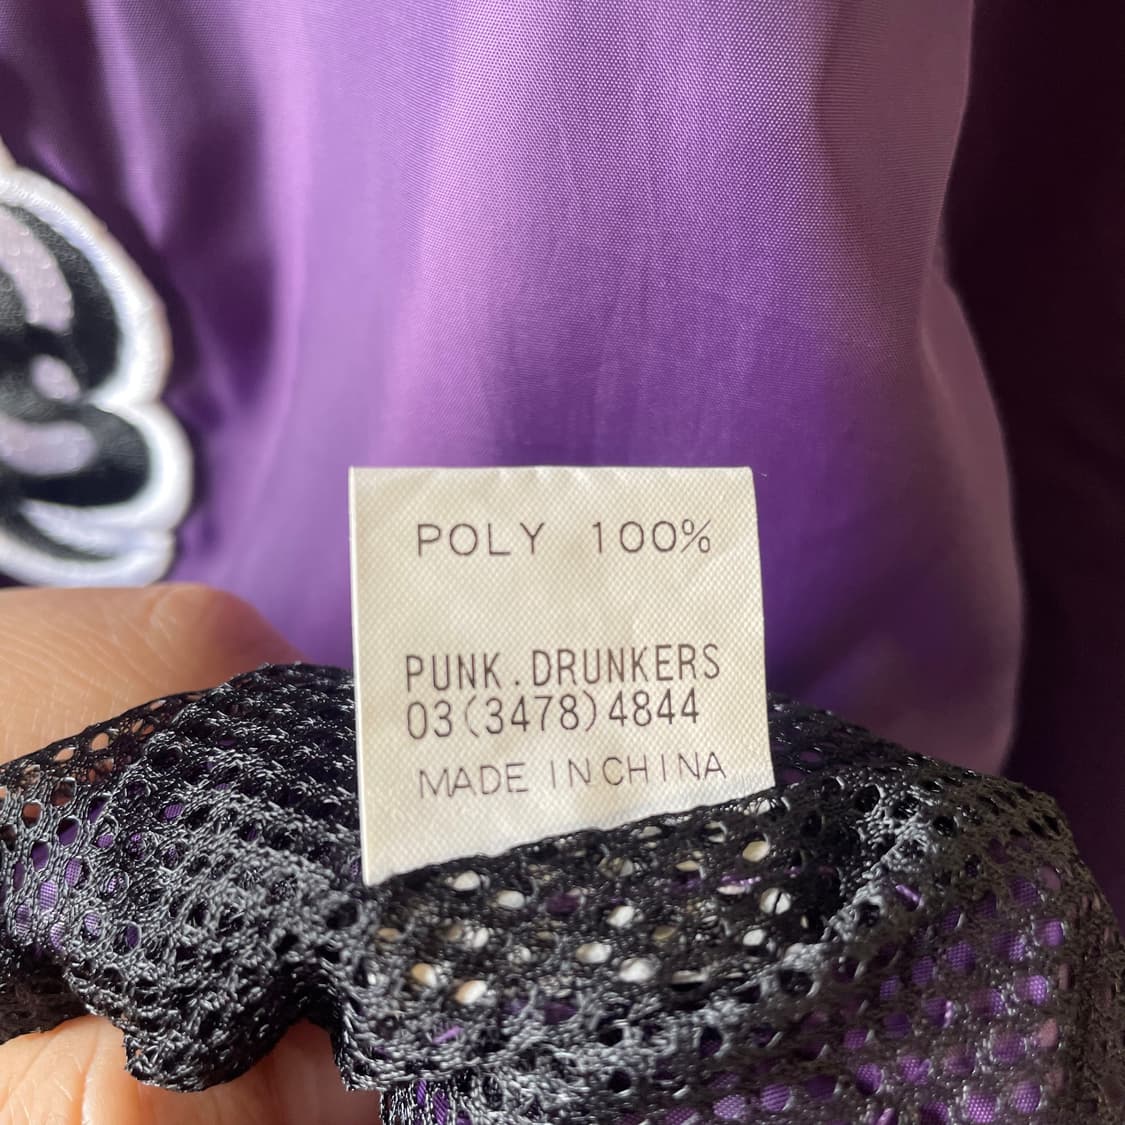 POLY 100%
PUNK.DRUNKERS
03(3478)4844
MADE IN CHINA